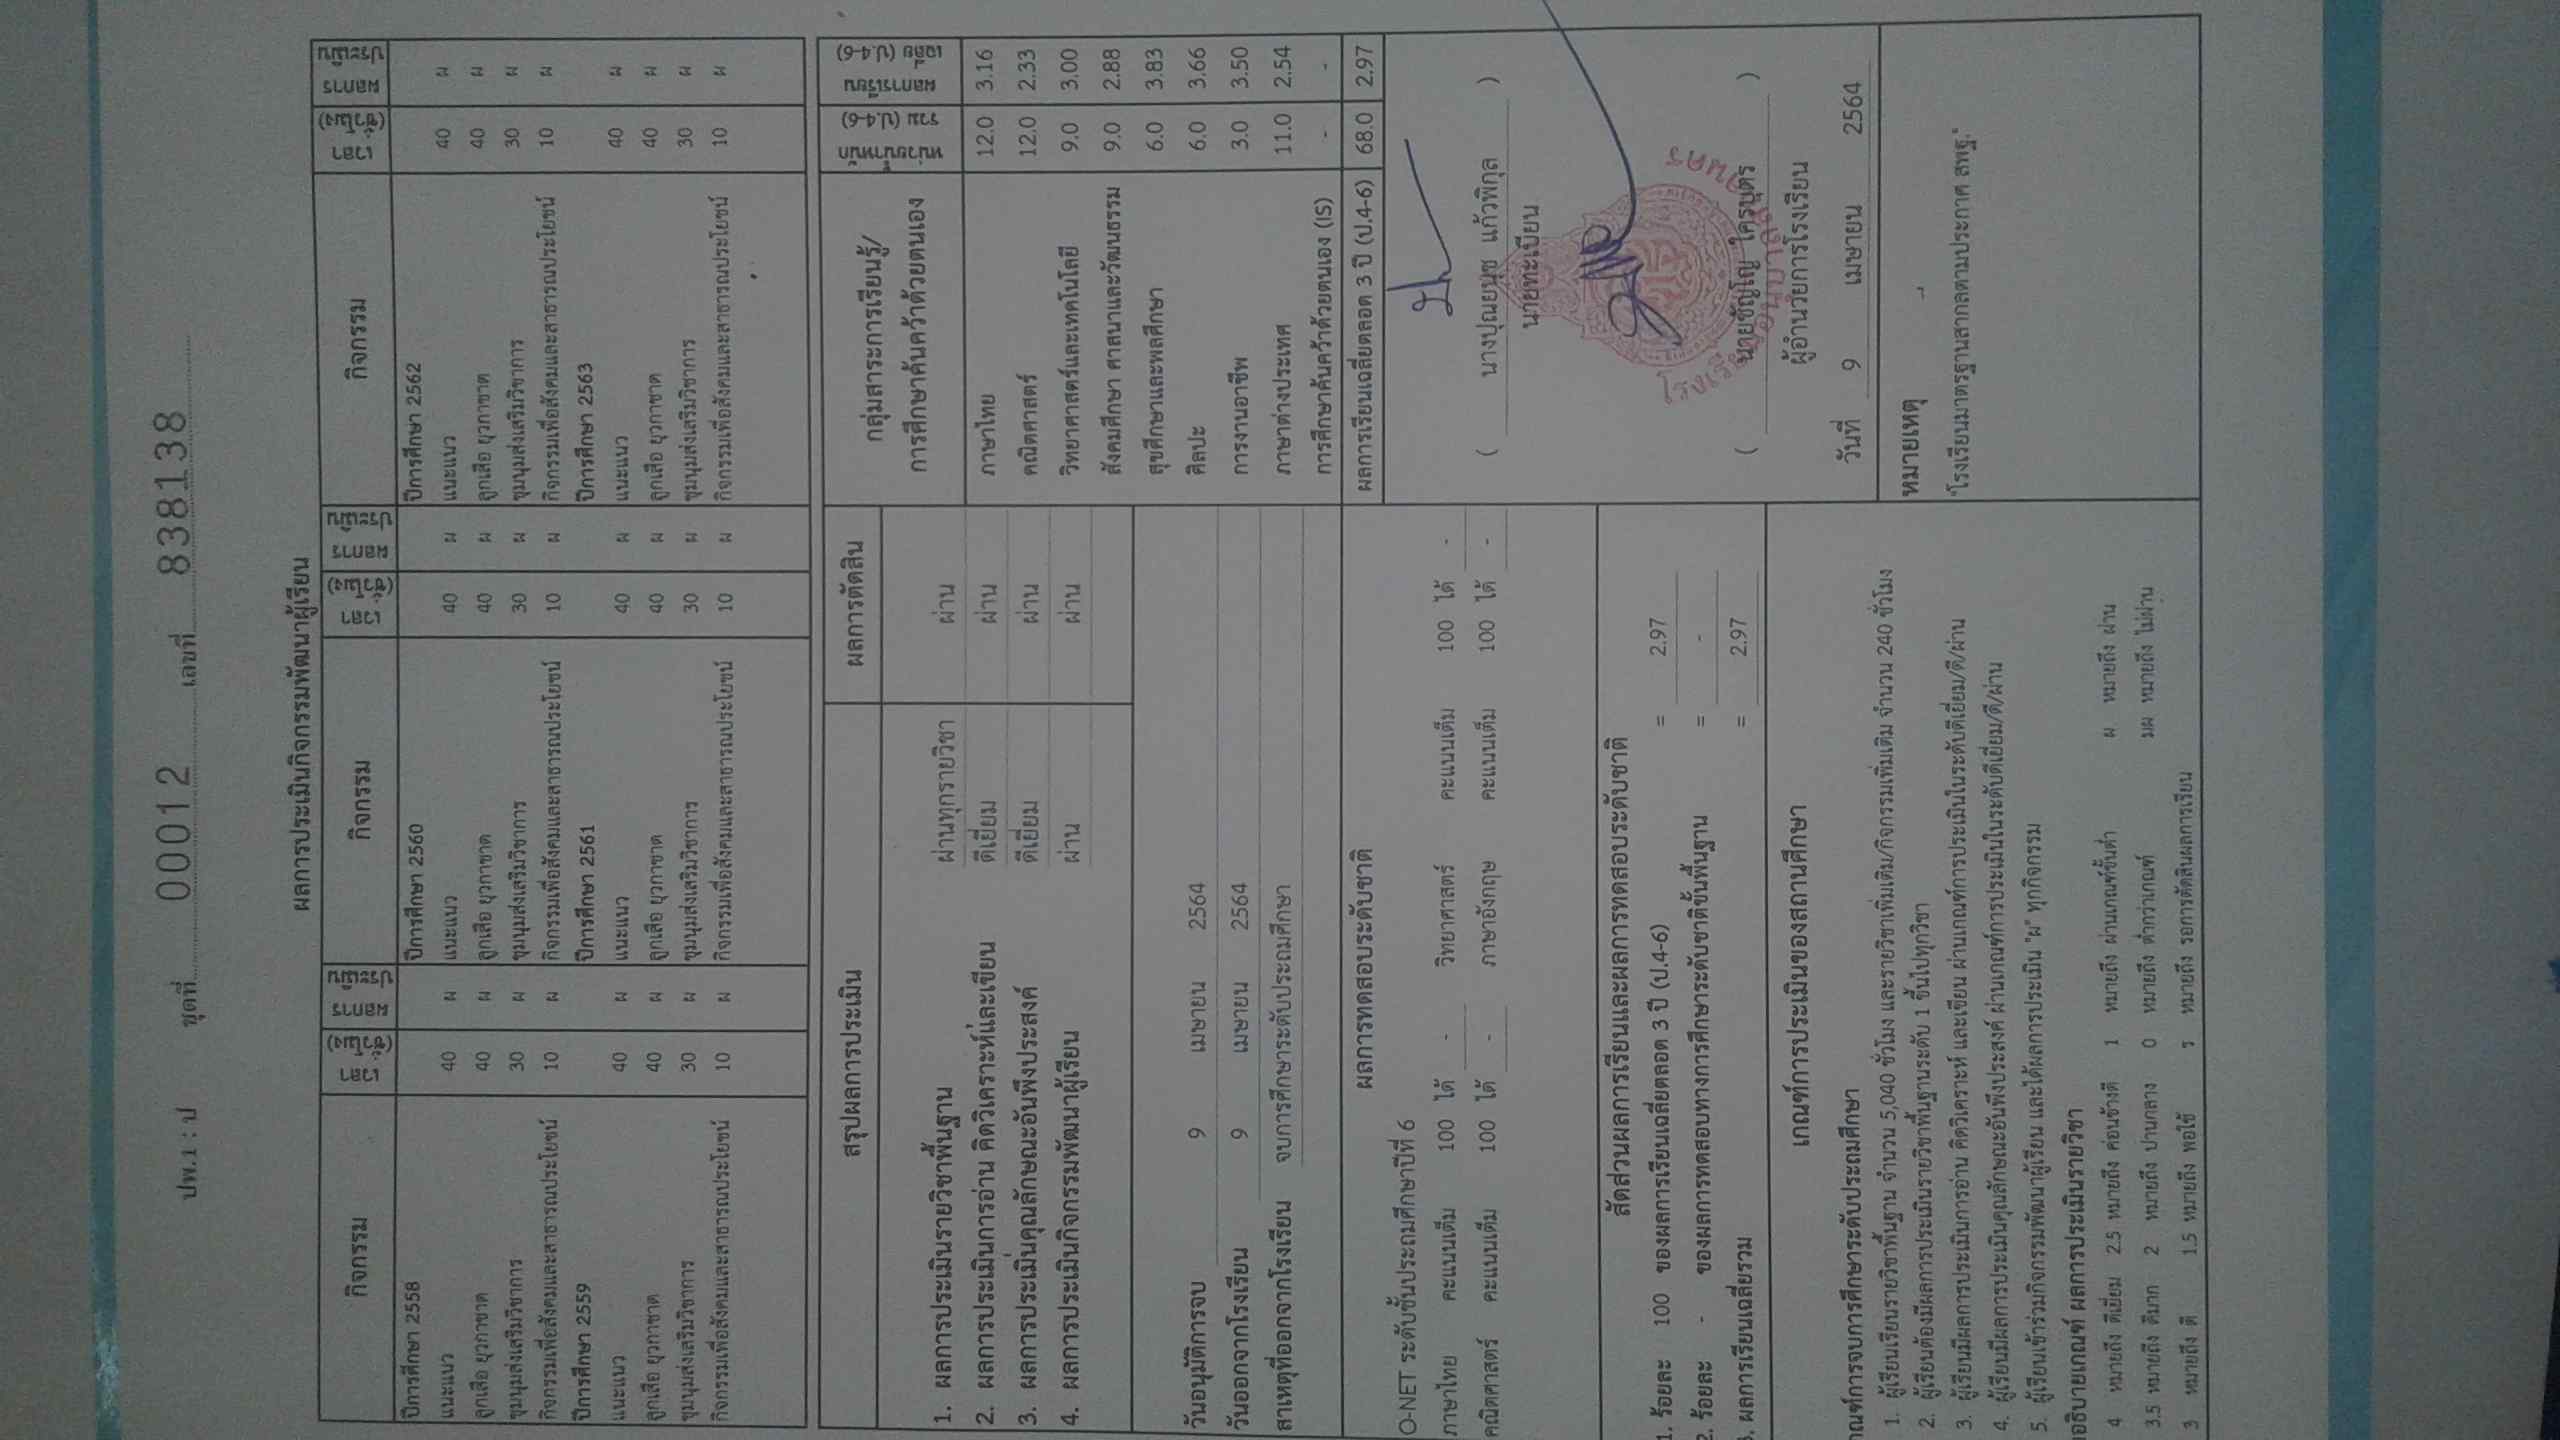 ปพ.1 : ป ชุดที่ 00012 เลขที่ 838138
ผลการประเมินกิจกรรมพัฒนาผู้เรียน
กิจกรรม เวลา (ชั่วโมง) ผลการประเมิน กิจกรรม เวลา (ชั่วโมง) ผลการประเมิน กิจกรรม เวลา (ชั่วโมง) ผลการประเมิน
ปีการศึกษา 2558 ปีการศึกษา 2560 ปีการศึกษา 2562
แนะแนว 40 ผ แนะแนว 40 ผ แนะแนว 40 ผ
ลูกเสือ ยุวกาชาด 40 ผ ลูกเสือ ยุวกาชาด 40 ผ ลูกเสือ ยุวกาชาด 40 ผ
ชุมนุมส่งเสริมวิชาการ 30 ผ ชุมนุมส่งเสริมวิชาการ 30 ผ ชุมนุมส่งเสริมวิชาการ 30 ผ
กิจกรรมเพื่อสังคมและสาธารณประโยชน์ 10 ผ กิจกรรมเพื่อสังคมและสาธารณประโยชน์ 10 ผ กิจกรรมเพื่อสังคมและสาธารณประโยชน์ 10 ผ
ปีการศึกษา 2559 ปีการศึกษา 2561 ปีการศึกษา 2563
แนะแนว 40 ผ แนะแนว 40 ผ แนะแนว 40 ผ
ลูกเสือ ยุวกาชาด 40 ผ ลูกเสือ ยุวกาชาด 40 ผ ลูกเสือ ยุวกาชาด 40 ผ
ชุมนุมส่งเสริมวิชาการ 30 ผ ชุมนุมส่งเสริมวิชาการ 30 ผ ชุมนุมส่งเสริมวิชาการ 30 ผ
กิจกรรมเพื่อสังคมและสาธารณประโยชน์ 10 ผ กิจกรรมเพื่อสังคมและสาธารณประโยชน์ 10 ผ กิจกรรมเพื่อสังคมและสาธารณประโยชน์ 10 ผ
สรุปผลการประเมิน ผลการตัดสิน
1. ผลการประเมินรายวิชาพื้นฐาน ผ่านทุกรายวิชา ผ่าน
2. ผลการประเมินการอ่าน คิดวิเคราะห์และเขียน ดีเยี่ยม ผ่าน
3. ผลการประเมินคุณลักษณะอันพึงประสงค์ ดีเยี่ยม ผ่าน
4. ผลการประเมินกิจกรรมพัฒนาผู้เรียน ผ่าน ผ่าน
วันอนุมัติการจบ 9 เมษายน 2564
วันออกจากโรงเรียน 9 เมษายน 2564
สาเหตุที่ออกจากโรงเรียน จบการศึกษาระดับประถมศึกษา
กลุ่มสาระการเรียนรู้/
การศึกษาค้นคว้าด้วยตนเอง
หน่วยน้ำหนัก
รวม (ป.4-6)
ผลการเรียน
เฉลี่ย (ป.4-6)
ภาษาไทย 12.0 3.16
คณิตศาสตร์ 12.0 2.33
วิทยาศาสตร์และเทคโนโลยี 9.0 3.00
สังคมศึกษา ศาสนาและวัฒนธรรม 9.0 2.88
สุขศึกษาและพลศึกษา 6.0 3.83
ศิลปะ 6.0 3.66
การงานอาชีพ 3.0 3.50
ภาษาต่างประเทศ 11.0 2.54
การศึกษาค้นคว้าด้วยตนเอง (IS) - -
ผลการเรียนเฉลี่ยตลอด 3 ปี (ป.4-6) 68.0 2.97
ผลการทดสอบระดับชาติ
O-NET ระดับชั้นประถมศึกษาปีที่ 6
ภาษาไทย คะแนนเต็ม 100 ได้ - วิทยาศาสตร์ คะแนนเต็ม 100 ได้ -
คณิตศาสตร์ คะแนนเต็ม 100 ได้ - ภาษาอังกฤษ คะแนนเต็ม 100 ได้ -
สัดส่วนผลการเรียนและผลการทดสอบระดับชาติ
1. ร้อยละ 100 ของผลการเรียนเฉลี่ยตลอด 3 ปี (ป.4-6) = 2.97
2. ร้อยละ - ของผลการทดสอบทางการศึกษาระดับชาติขั้นพื้นฐาน = -
3. ผลการเรียนเฉลี่ยรวม = 2.97
( นางปุณยนุช แก้วพิกุล )
นายทะเบียน
( นายชัญโญ ใครบุตร )
ผู้อำนวยการโรงเรียน
วันที่ 9 เมษายน 2564
เกณฑ์การประเมินของสถานศึกษา
เกณฑ์การจบการศึกษาระดับประถมศึกษา
1. ผู้เรียนเรียนรายวิชาพื้นฐาน จำนวน 5,040 ชั่วโมง และรายวิชาเพิ่มเติม/กิจกรรมเพิ่มเติม จำนวน 240 ชั่วโมง
2. ผู้เรียนต้องมีผลการประเมินรายวิชาพื้นฐานระดับ 1 ขึ้นไปทุกวิชา
3. ผู้เรียนมีผลการประเมินการอ่าน คิดวิเคราะห์ และเขียน ผ่านเกณฑ์การประเมินในระดับดีเยี่ยม/ดี/ผ่าน
4. ผู้เรียนมีผลการประเมินคุณลักษณะอันพึงประสงค์ ผ่านเกณฑ์การประเมินในระดับดีเยี่ยม/ดี/ผ่าน
5. ผู้เรียนเข้าร่วมกิจกรรมพัฒนาผู้เรียน และได้ผลการประเมิน "ผ" ทุกกิจกรรม
คำอธิบายเกณฑ์ ผลการประเมินรายวิชา
4 หมายถึง ดีเยี่ยม 2.5 หมายถึง ค่อนข้างดี 1 หมายถึง ผ่านเกณฑ์ขั้นต่ำ ผ หมายถึง ผ่าน
3.5 หมายถึง ดีมาก 2 หมายถึง ปานกลาง 0 หมายถึง ต่ำกว่าเกณฑ์ มผ หมายถึง ไม่ผ่าน
3 หมายถึง ดี 1.5 หมายถึง พอใช้ ร หมายถึง รอการตัดสินผลการเรียน
หมายเหตุ
"โรงเรียนมาตรฐานสากลตามประกาศ สพฐ."